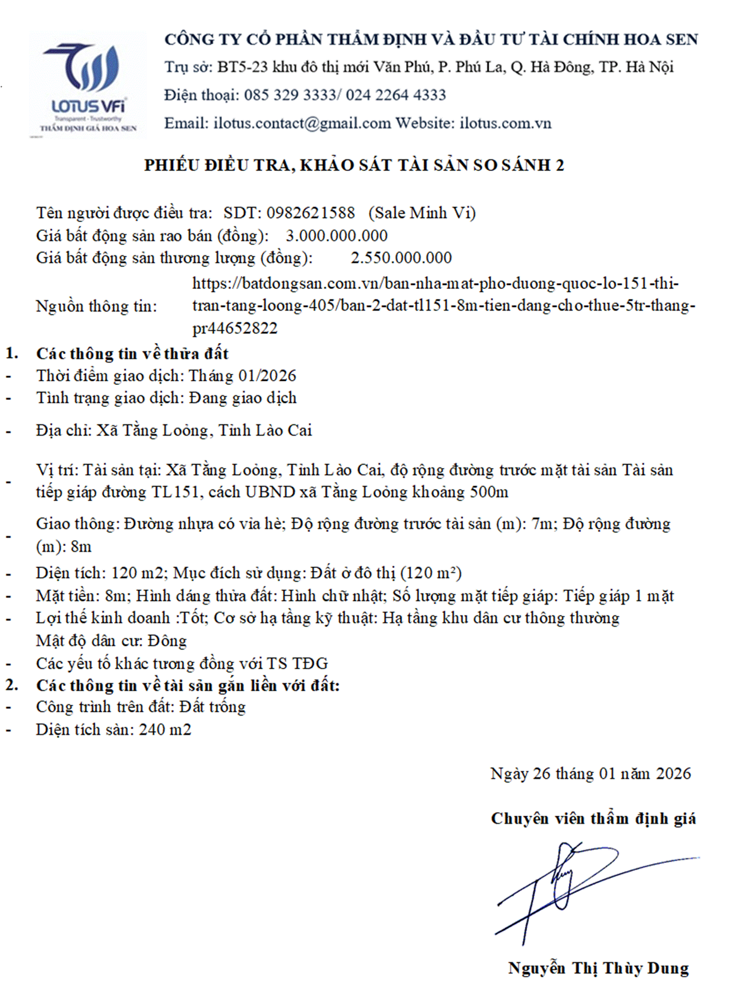 CÔNG TY CỔ PHẦN THẨM ĐỊNH VÀ ĐẦU TƯ TÀI CHÍNH HOA SEN
Trụ sở: BT5-23 khu đô thị mới Văn Phú, P. Phú La, Q. Hà Đông, TP. Hà Nội
Điện thoại: 085 329 3333/ 024 2264 4333
Email: ilotus.contact@gmail.com Website: ilotus.com.vn
LOTUS VFi
Transparent - Trustworthy
THẨM ĐỊNH GIÁ HOA SEN
PHIẾU ĐIỀU TRA, KHẢO SÁT TÀI SẢN SO SÁNH 2
Tên người được điều tra: SDT: 0982621588 (Sale Minh Vi)
Giá bất động sản rao bán (đồng): 3.000.000.000
Giá bất động sản thương lượng (đồng): 2.550.000.000
Nguồn thông tin:
https://batdongsan.com.vn/ban-nha-mat-pho-duong-quoc-lo-151-thi-
tran-tang-loong-405/ban-2-dat-tl151-8m-tien-dang-cho-thue-5tr-thang-
pr44652822
1. Các thông tin về thửa đất
- Thời điểm giao dịch: Tháng 01/2026
- Tình trạng giao dịch: Đang giao dịch
- Địa chỉ: Xã Tằng Loỏng, Tỉnh Lào Cai
- Vị trí: Tài sản tại: Xã Tằng Loỏng, Tỉnh Lào Cai, độ rộng đường trước mặt tài sản Tài sản
tiếp giáp đường TL151, cách UBND xã Tằng Loỏng khoảng 500m
- Giao thông: Đường nhựa có vỉa hè; Độ rộng đường trước tài sản (m): 7m; Độ rộng đường
(m): 8m
- Diện tích: 120 m2; Mục đích sử dụng: Đất ở đô thị (120 m²)
- Mặt tiền: 8m; Hình dáng thửa đất: Hình chữ nhật; Số lượng mặt tiếp giáp: Tiếp giáp 1 mặt
- Lợi thế kinh doanh :Tốt; Cơ sở hạ tầng kỹ thuật: Hạ tầng khu dân cư thông thường
Mật độ dân cư: Đông
- Các yếu tố khác tương đồng với TS TĐG
2. Các thông tin về tài sản gắn liền với đất:
- Công trình trên đất: Đất trống
- Diện tích sàn: 240 m2
Ngày 26 tháng 01 năm 2026
Chuyên viên thẩm định giá
Nguyễn Thị Thùy Dung